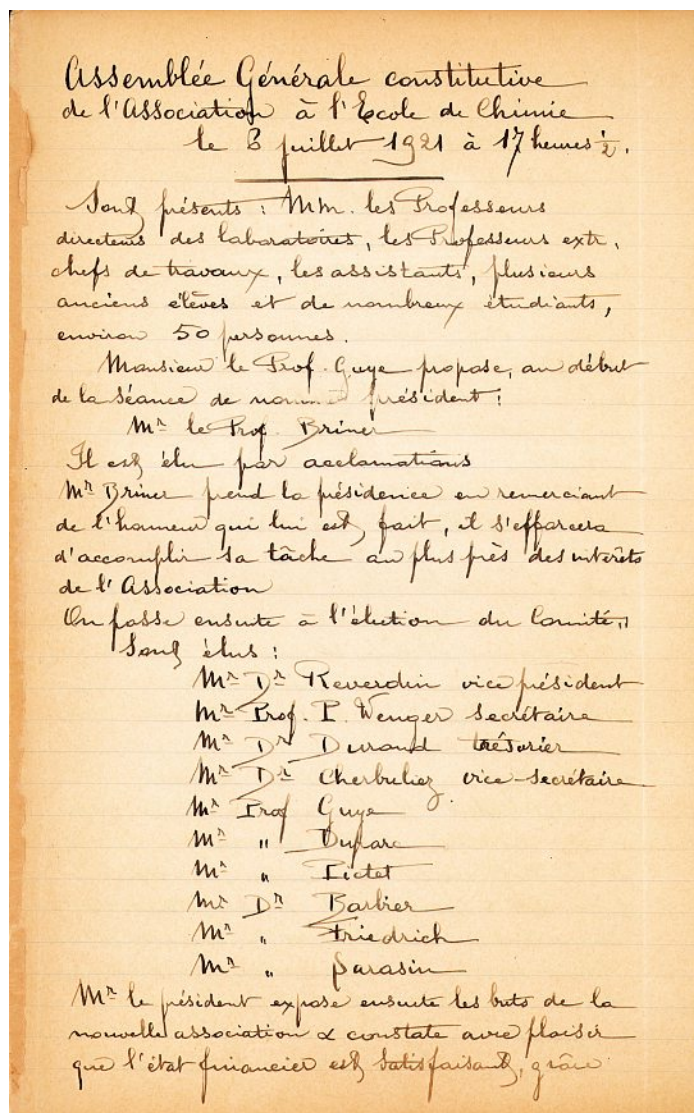 Assemblée Générale constitutive
de l'Association à l'Ecole de Chimie
le 6 juillet 1921 à 17 heures ½.
Sont présents : MM. les Professeurs
directeurs des laboratoires, les Professeurs extr.
chefs de travaux, les assistants, plusieurs
anciens élèves et de nombreux étudiants,
environ 50 personnes.
Monsieur le Prof. Guye propose, au début
de la séance de nommer président :
Mr le Prof. Briner
Il est élu par acclamations
Mr Briner prend la présidence en remerciant
de l'honneur qui lui est fait, il s'efforcera
d'accomplir sa tâche au plus près des intérêts
de l'Association
On passe ensuite à l'élection du Comité,
Sont élus :
Mr Dr Reverdin vice président
Mr Prof. P. Wenger secrétaire
Mr Dr Durand trésorier
Mr Dr Cherbuliez vice-secrétaire
Mr Prof Guye
Mr " Duparc
Mr " Pictet
Mr Dr Barbier
Mr " Friedrich
Mr " Sarasin
Mr le président expose ensuite les buts de la
nouvelle association & constate avec plaisir
que l'état financier est satisfaisant, grâce